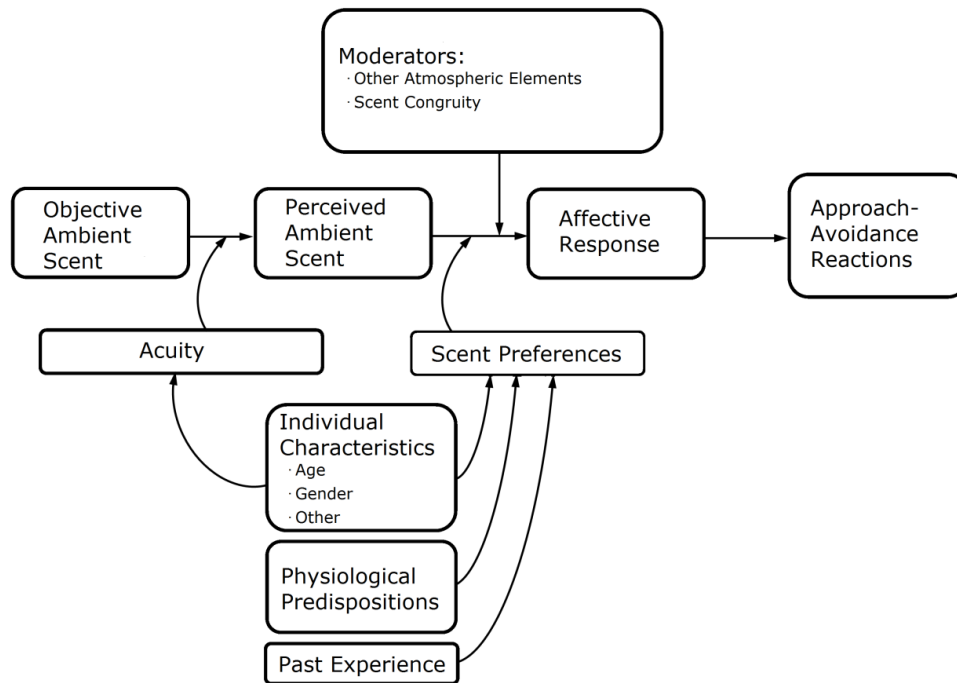 Moderators:
· Other Atmospheric Elements
· Scent Congruity
Objective
Ambient
Scent
Perceived
Ambient
Scent
Affective
Response
Approach-
Avoidance
Reactions
Acuity
Scent Preferences
Individual
Characteristics
· Age
· Gender
· Other
Physiological
Predispositions
Past Experience